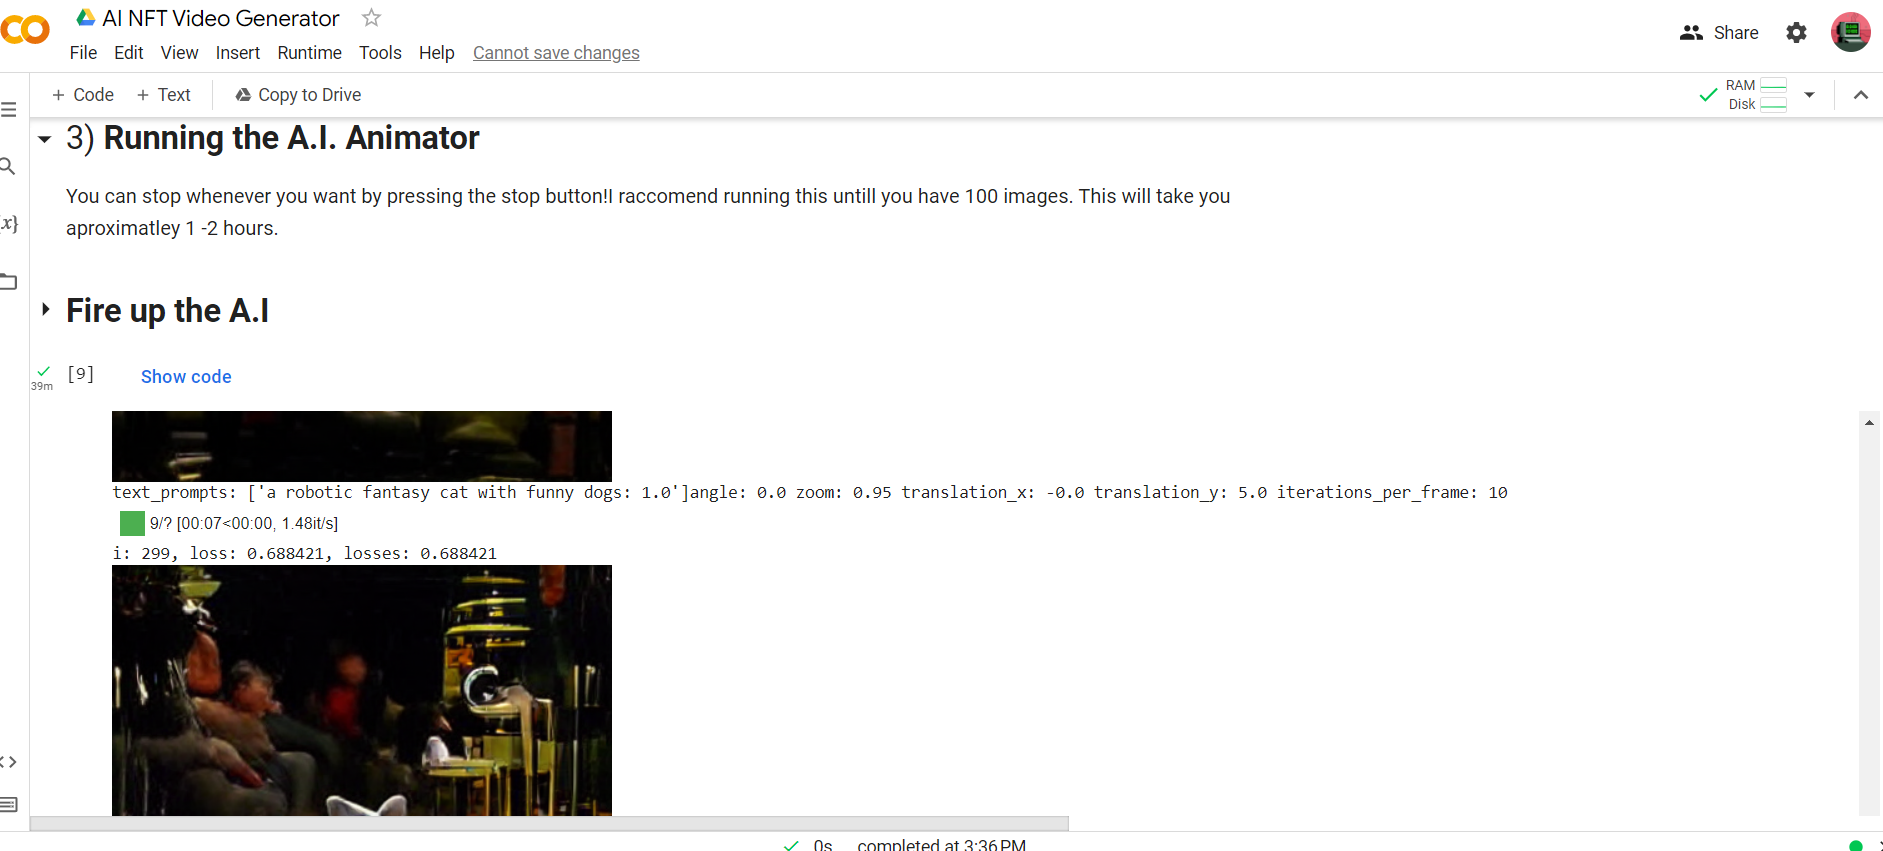 AI NFT Video Generator
File Edit View Insert Runtime Tools Help Cannot save changes
Share
+ Code + Text Copy to Drive
RAM
Disk
3) Running the A.I. Animator
You can stop whenever you want by pressing the stop button!I raccomend running this untill you have 100 images. This will take you
aproximatley 1 -2 hours.
{x}
Fire up the A.I
39m
[9]
Show code
text_prompts: ['a robotic fantasy cat with funny dogs: 1.0']angle: 0.0 zoom: 0.95 translation_x: -0.0 translation_y: 5.0 iterations_per_frame: 10
9/? [00:07<00:00, 1.48it/s]
i: 299, loss: 0.688421, losses: 0.688421
0s completed at 3:36 PM